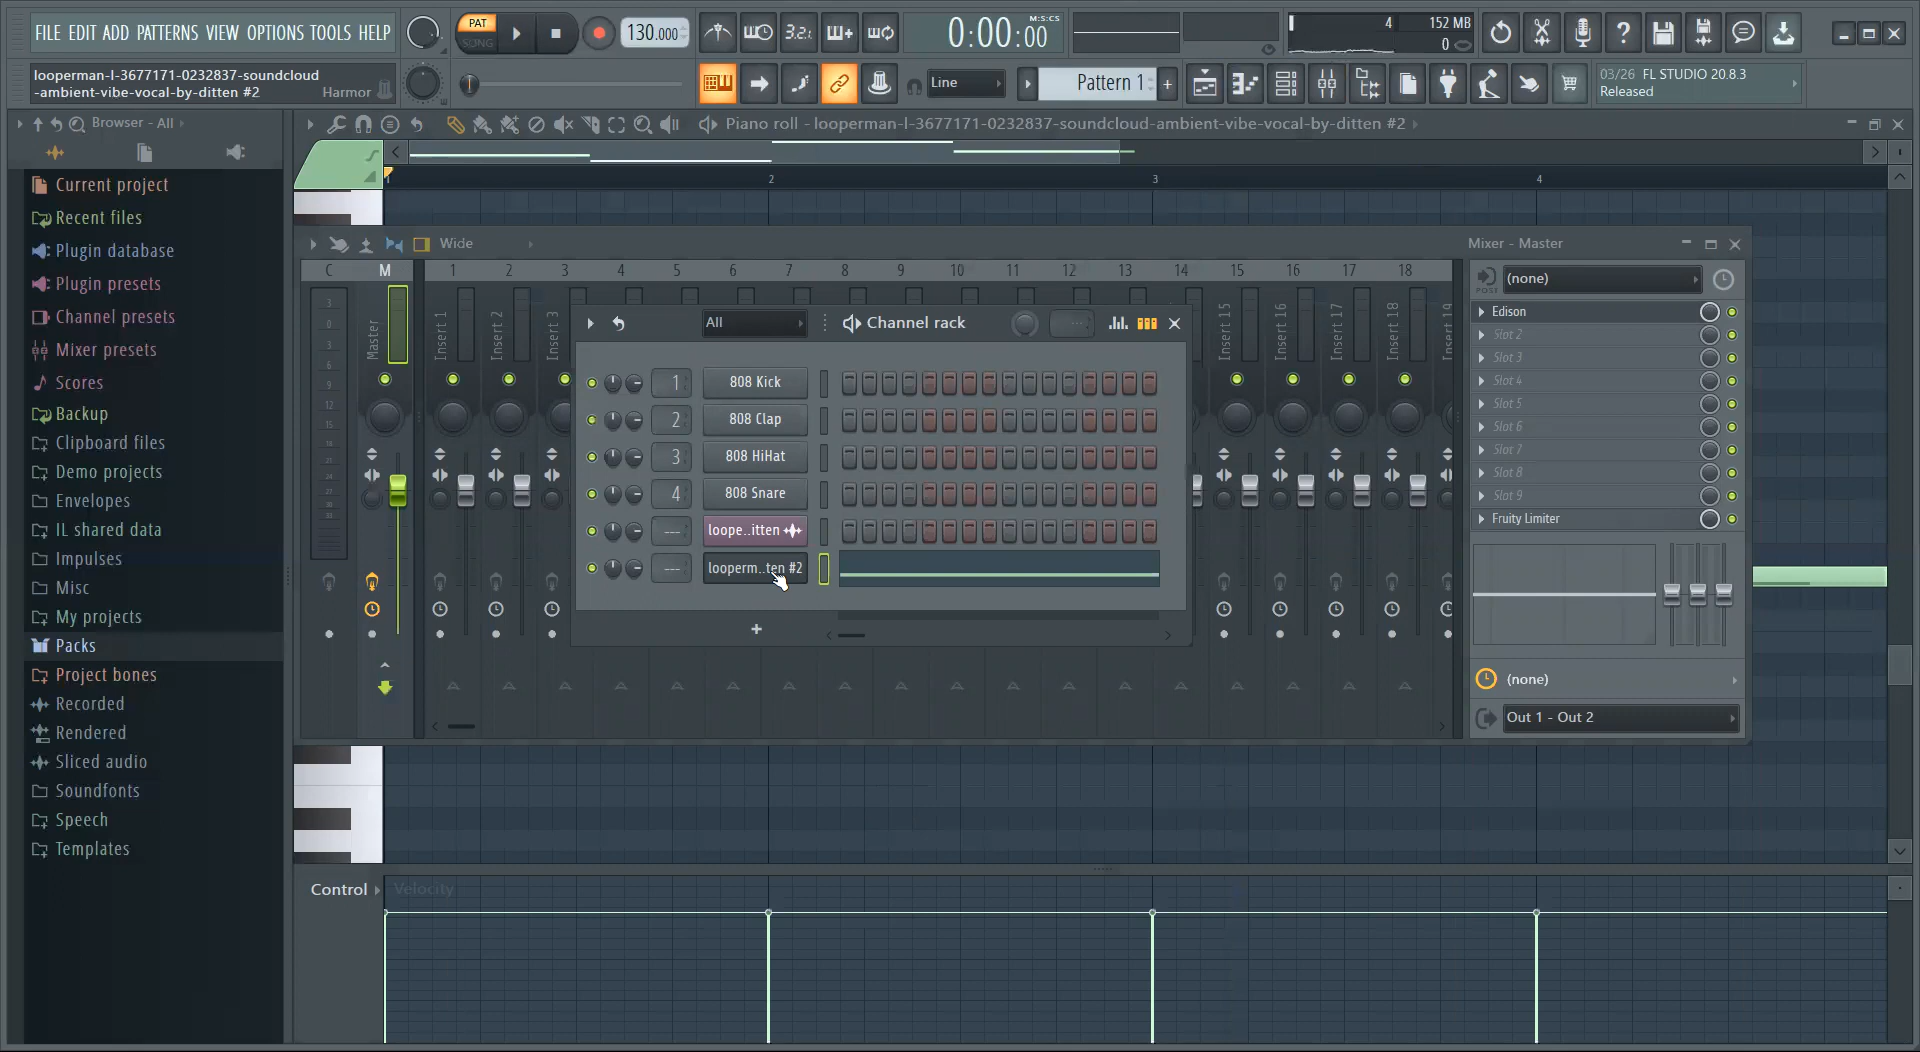 FILE EDIT ADD PATTERNS VIEW OPTIONS TOOLS HELP
PAT
SONG
130.000
3.2.
0:00:00
M:S:CS
4
152 MB
0
looperman-l-3677171-0232837-soundcloud
-ambient-vibe-vocal-by-ditten #2
Harmor
Line
Pattern 1
+
03/26 FL STUDIO 20.8.3
Released
Browser - All
Piano roll - looperman-l-3677171-0232837-soundcloud-ambient-vibe-vocal-by-ditten #2
Current project
Recent files
Plugin database
Plugin presets
Channel presets
Mixer presets
Scores
Backup
Clipboard files
Demo projects
Envelopes
IL shared data
Impulses
Misc
My projects
Packs
Project bones
Recorded
Rendered
Sliced audio
Soundfonts
Speech
Templates
2
3
4
Wide
Mixer - Master
C M 1 2 3 4 5 6 7 8 9 10 11 12 13 14 15 16 17 18
Master
Insert 1
Insert 2
Insert 3
Insert 15
Insert 16
Insert 17
Insert 18
All
Channel rack
1 808 Kick
2 808 Clap
3 808 HiHat
4 808 Snare
--- loope..itten
--- looperm..ten #2
+
(none)
POST
Edison
Slot 2
Slot 3
Slot 4
Slot 5
Slot 6
Slot 7
Slot 8
Slot 9
Fruity Limiter
(none)
Out 1 - Out 2
Control
Velocity